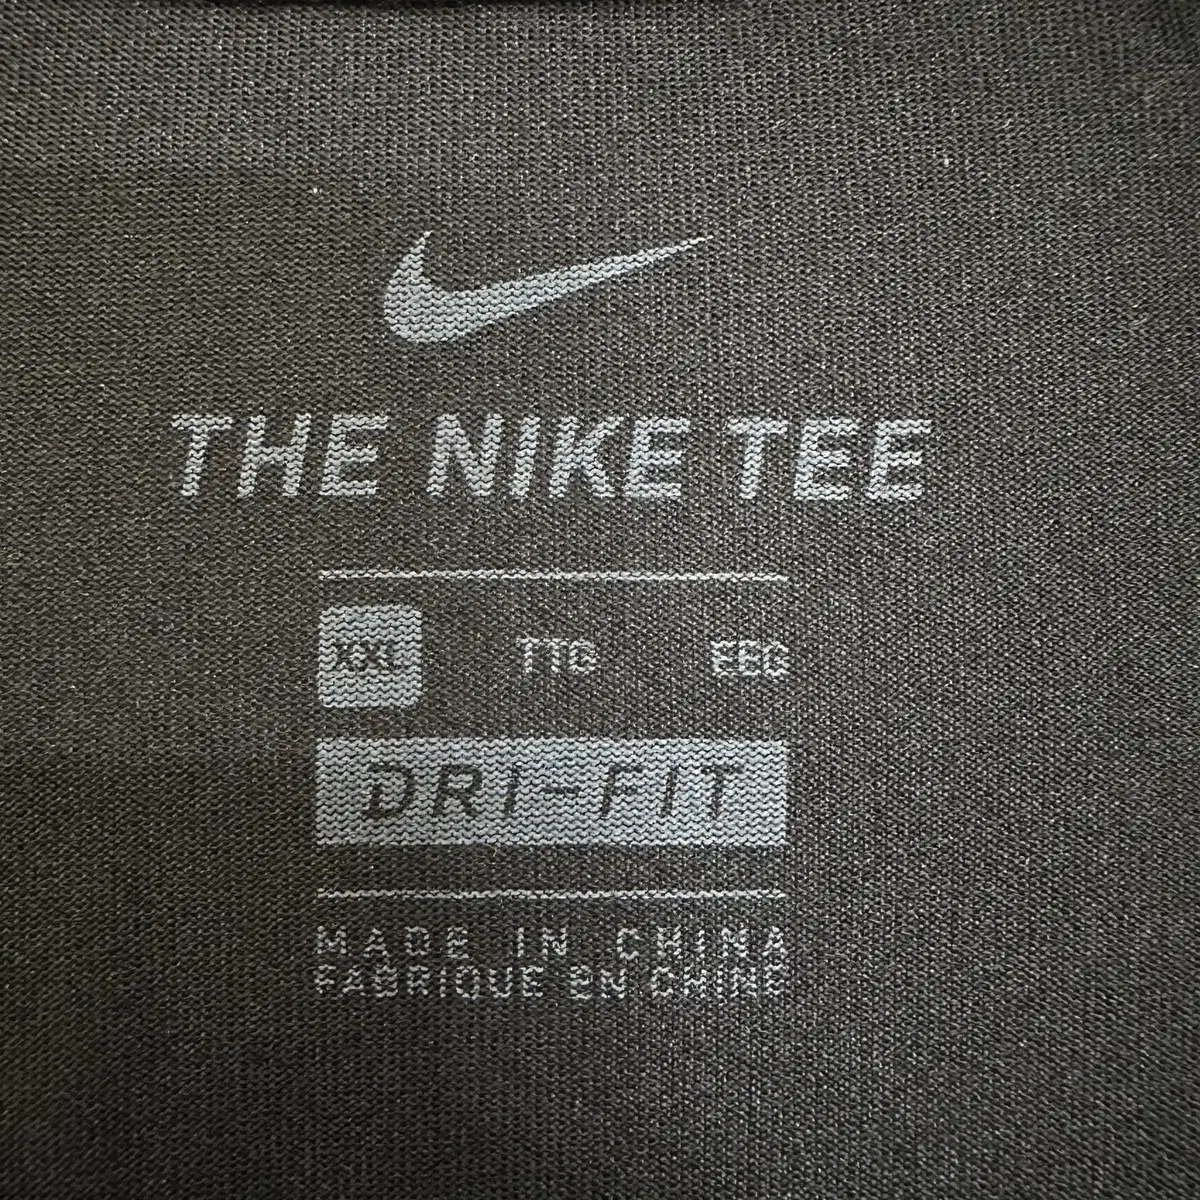 THE NIKE TEE
XXL TTG EEG
DRI-FIT
MADE IN CHINA
FABRIQUE EN CHINE